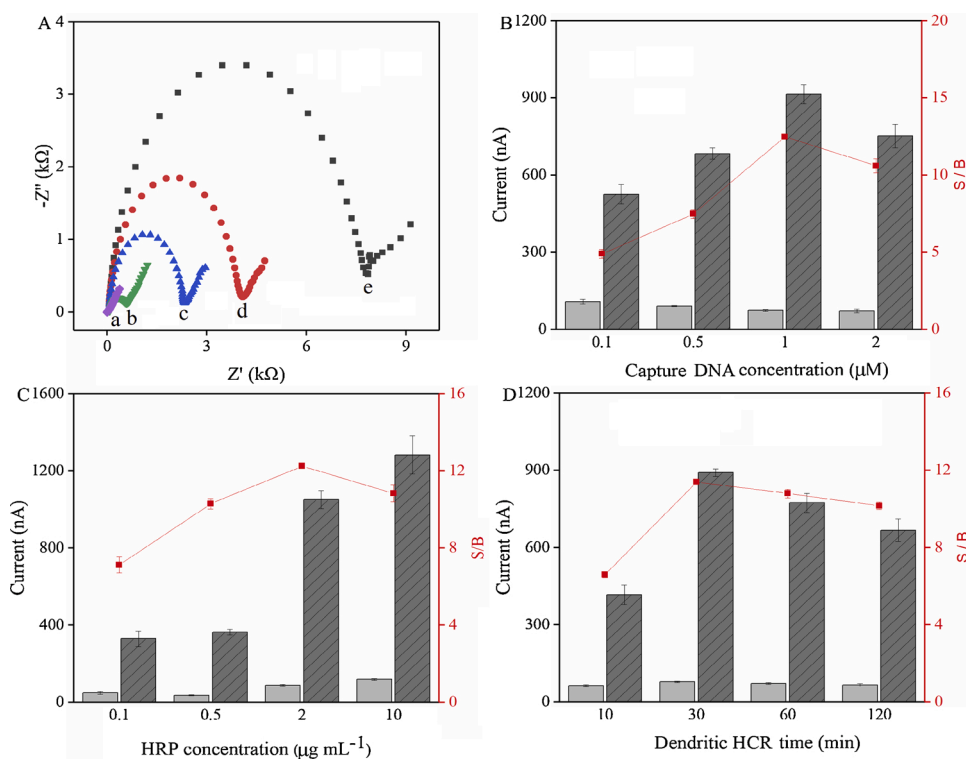 A
4
3
2
1
0
-Z" (kΩ)
a
b
c
d
e
0
3
6
9
Z' (kΩ)
B
1200
900
600
300
0
Current (nA)
20
15
10
5
0
S/B
0.1
0.5
1
2
Capture DNA concentration (μM)
C
1600
1200
800
400
0
Current (nA)
16
12
8
4
0
S/B
0.1
0.5
2
10
HRP concentration (μg mL⁻¹)
D
1200
900
600
300
0
Current (nA)
16
12
8
4
0
S/B
10
30
60
120
Dendritic HCR time (min)